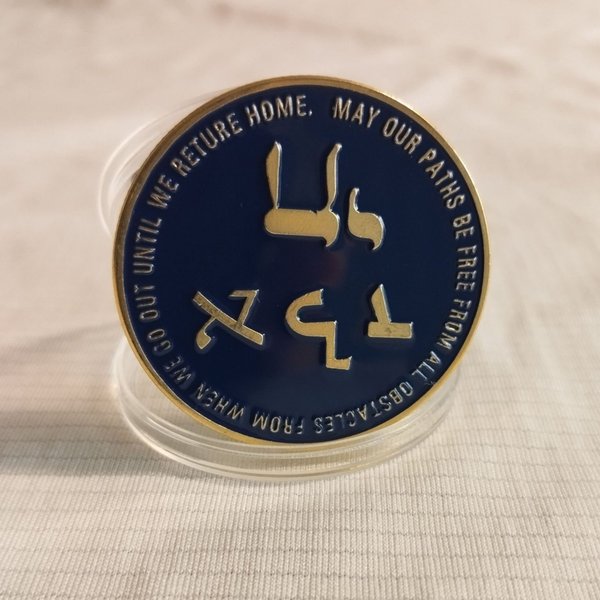 MAY OUR PATHS BE FREE FROM ALL OBSTACLES FROM WHEN WE GO OUT UNTIL WE RETURE HOME.